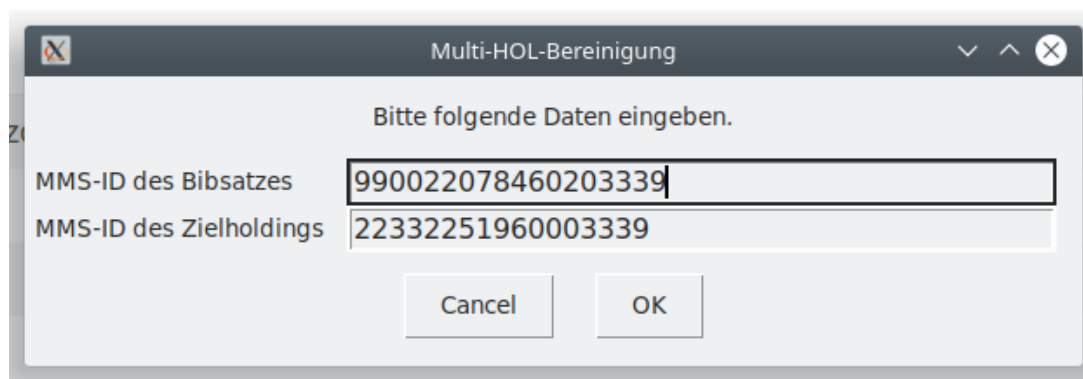 Multi-HOL-Bereinigung
Bitte folgende Daten eingeben.
MMS-ID des Bibsatzes 990022078460203339
MMS-ID des Zielholdings 22332251960003339
Cancel OK